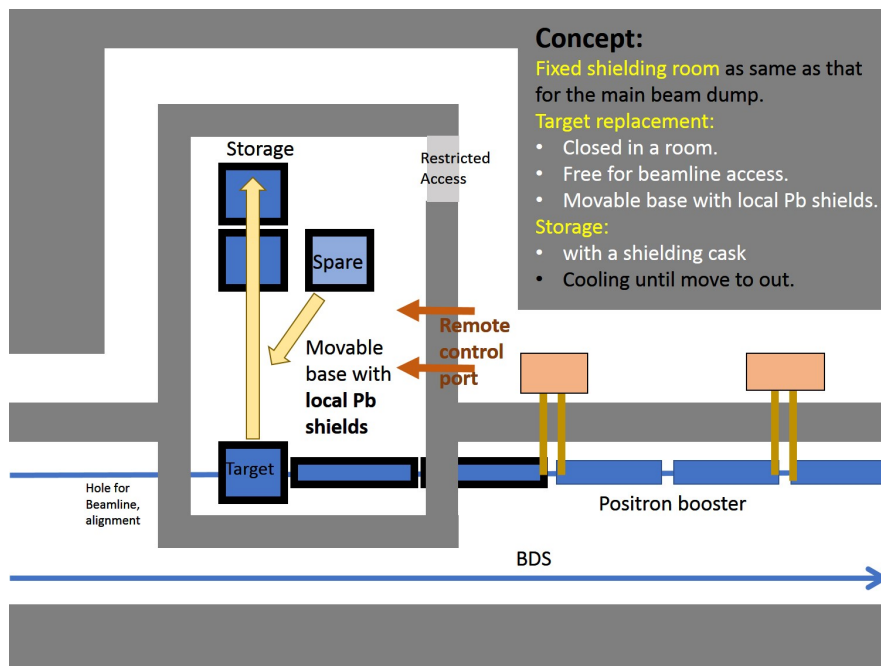 Concept:
Fixed shielding room as same as that
for the main beam dump.
Target replacement:
• Closed in a room.
• Free for beamline access.
• Movable base with local Pb shields.
Storage:
• with a shielding cask
• Cooling until move to out.
Storage
Restricted
Access
Spare
Remote
control
port
Movable
base with
local Pb
shields
Target
Hole for
Beamline,
alignment
Positron booster
BDS